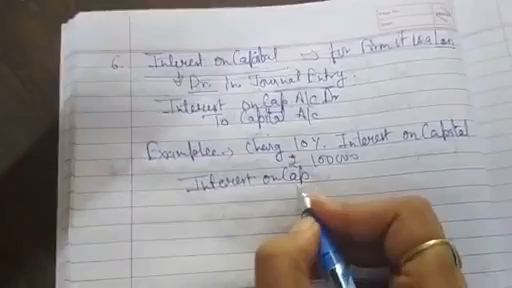 6. Interest on Capital → for firm it is a loss
↓ Dr. in Journal Entry.
Interest on Cap A/c Dr
To Capital A/c
Example → Charg 10% Interest on Capital
2 100000
Interest on Cap